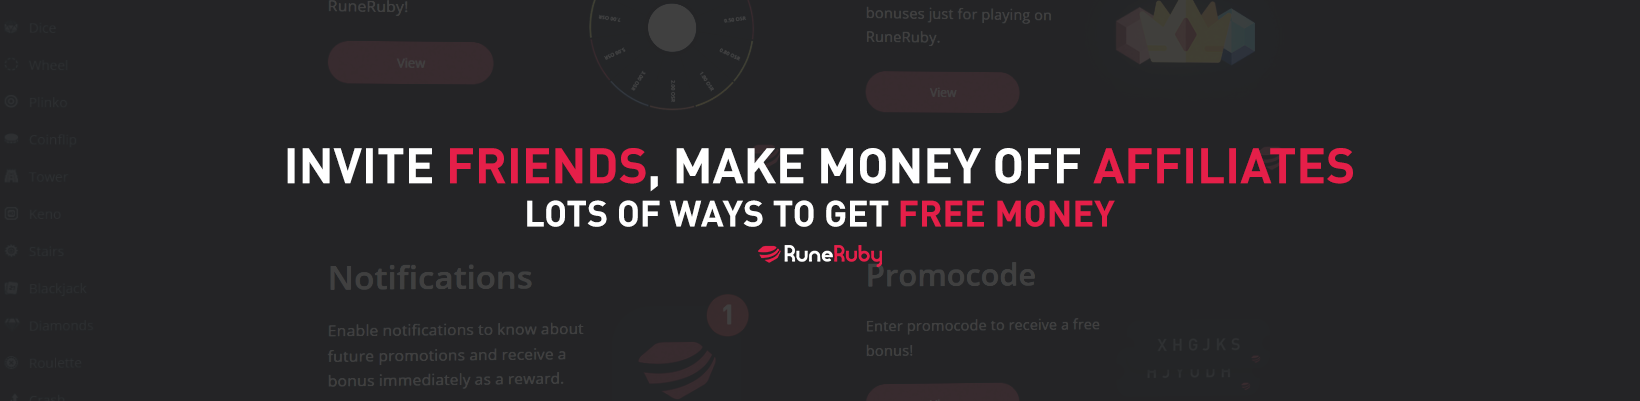 RuneRuby!
View
bonuses just for playing on
RuneRuby.
View
Dice
Wheel
Plinko
Coinflip
Tower
Keno
Stairs
Blackjack
Diamonds
Roulette
INVITE FRIENDS, MAKE MONEY OFF AFFILIATES
LOTS OF WAYS TO GET FREE MONEY
RuneRuby
Notifications
Enable notifications to know about
future promotions and receive a
bonus immediately as a reward.
1
Promocode
Enter promocode to receive a free
bonus!
XHGJKS